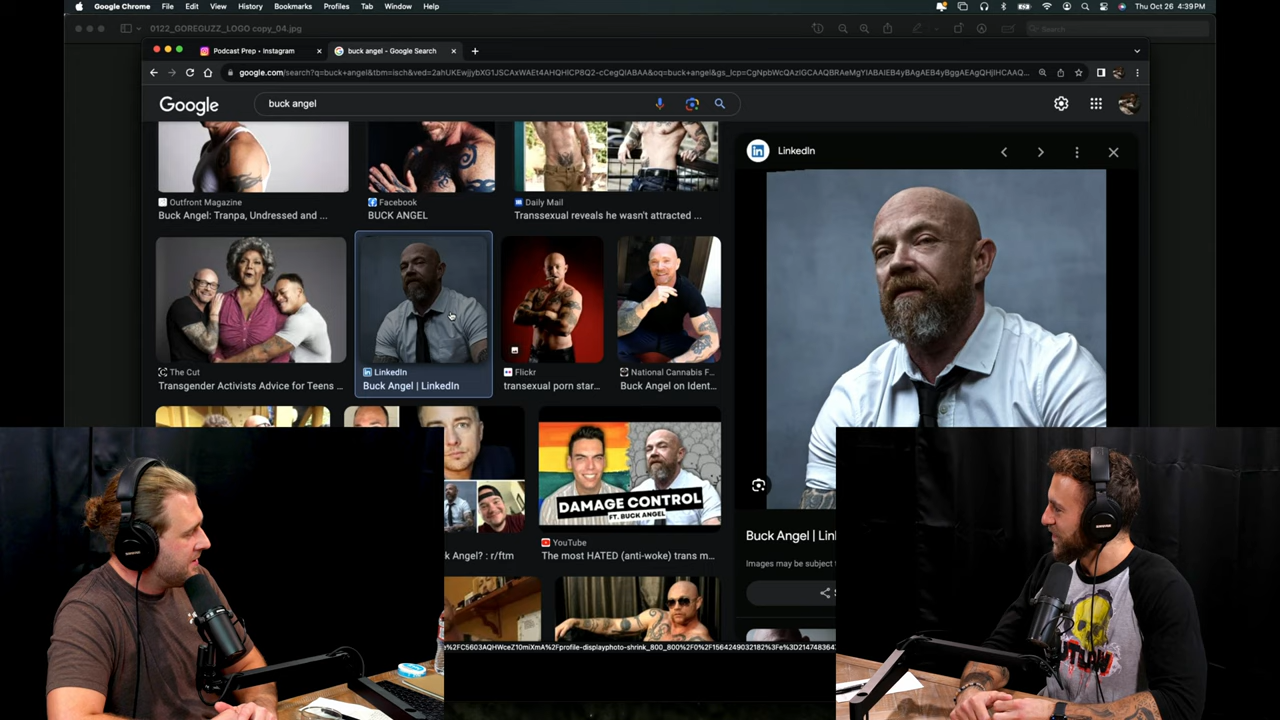 Google Chrome File Edit View History Bookmarks Profiles Tab Window Help
Thu Oct 26 4:39PM
0122_GOREGUZZ_LOGO copy_04.jpg
Search
Podcast Prep • Instagram
buck angel - Google Search
Google
buck angel
LinkedIn
Outfront Magazine
Buck Angel: Tranpa, Undressed and ...
Facebook
BUCK ANGEL
Daily Mail
Transsexual reveals he wasn't attracted ...
The Cut
Transgender Activists Advice for Teens ...
LinkedIn
Buck Angel | LinkedIn
Flickr
transexual porn star...
National Cannabis F...
Buck Angel on Ident...
DAMAGE CONTROL
FT. BUCK ANGEL
k Angel? : r/ftm
YouTube
The most HATED (anti-woke) trans m...
Buck Angel | Lin
Images may be subject
SHURE
SHURE
OUTLAW